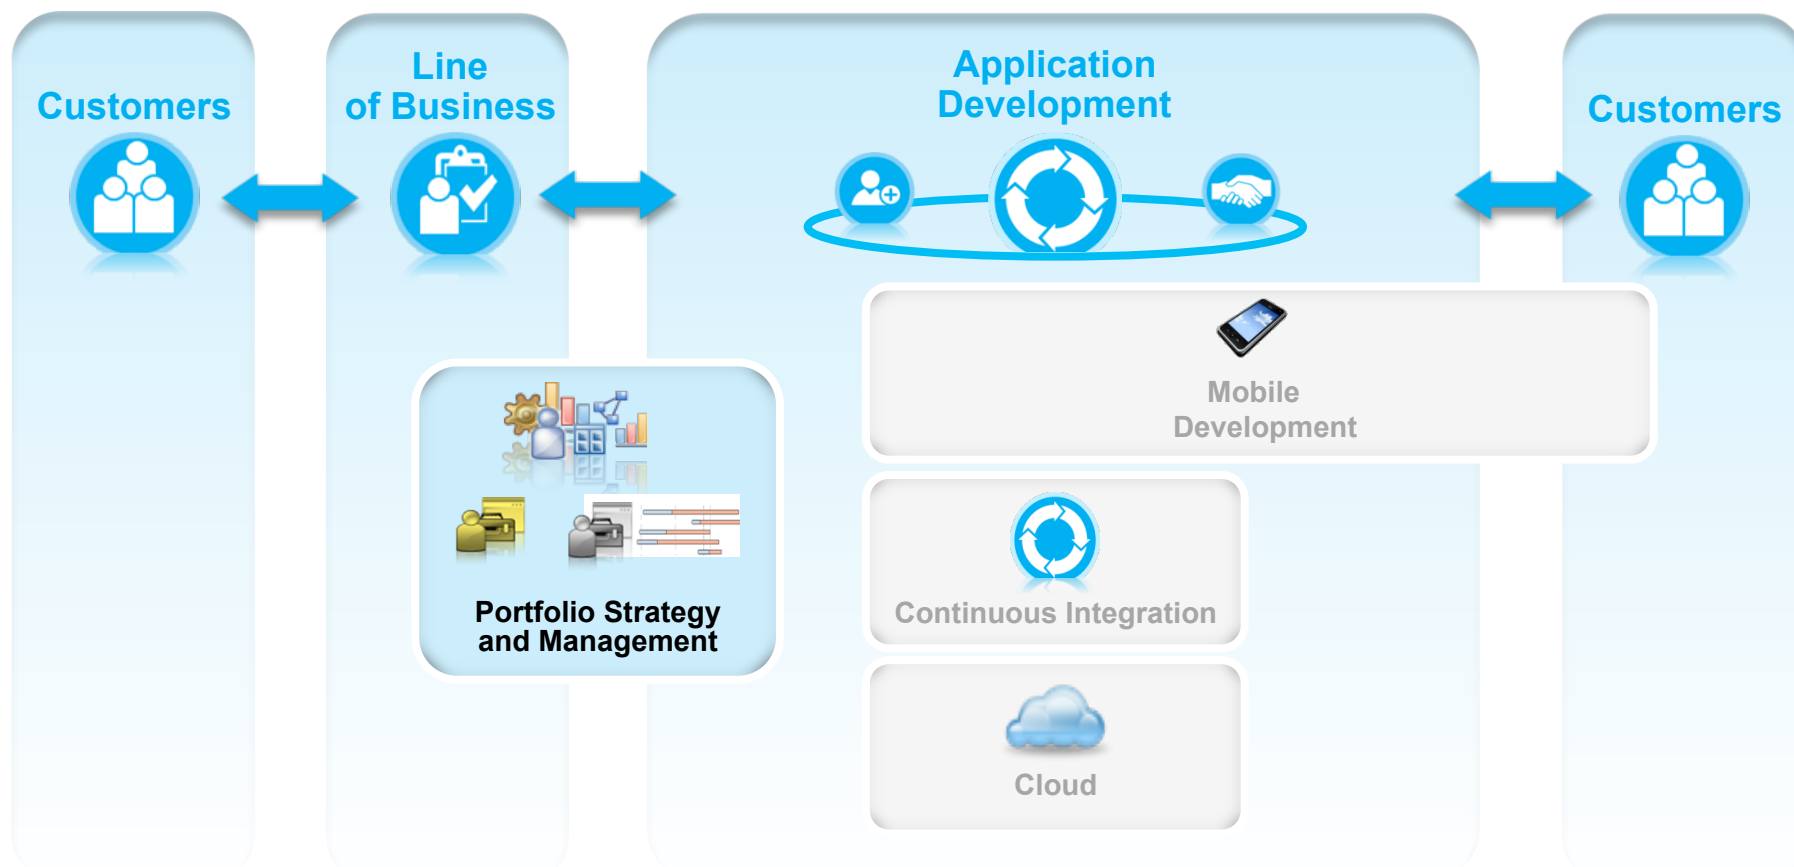 Customers
Line
of Business
Application
Development
Customers
Mobile
Development
Portfolio Strategy
and Management
Continuous Integration
Cloud